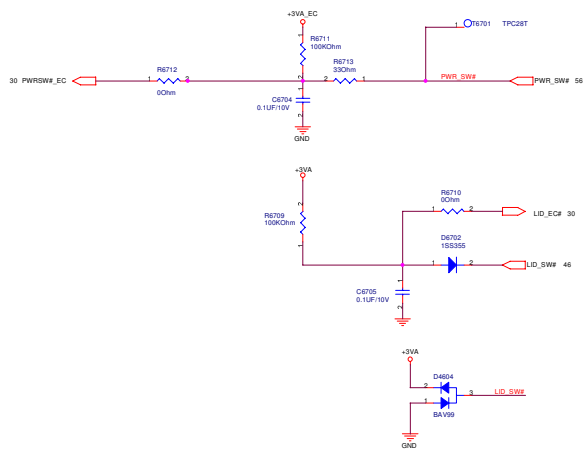 1 T6701 TPC28T
+3VA_EC
1
R6711
100KOhm
2
R6712
R6713
33Ohm
30 PWRSW#_EC
1 2
2 1
PWR_SW#
PWR_SW# 56
0Ohm
1
C6704
0.1UF/10V
2
GND
+3VA
2
R6709
100KOhm
1
R6710
0Ohm
1 2
LID_EC# 30
D6702
1SS355
1 2
LID_SW# 46
1
C6705
0.1UF/10V
2
+3VA
D4604
2
1
3
LID_SW#
BAV99
GND